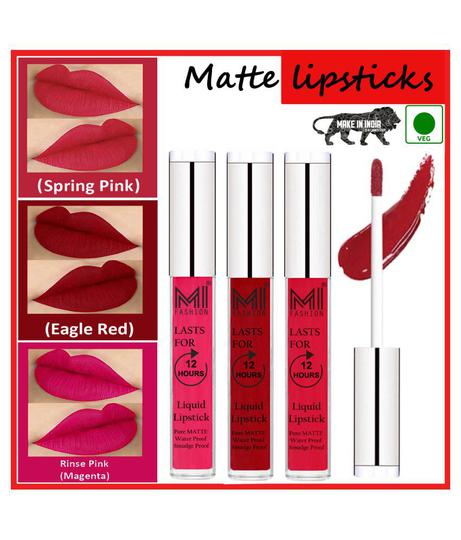 Matte lipsticks
MAKE IN INDIA
VEG
(Spring Pink)
(Eagle Red)
Rinse Pink
(Magenta)
MI
FASHION
LASTS
FOR
12
HOURS
Liquid
Lipstick
Pure MATTE
Water Proof
Smudge Proof
MI
FASHION
LASTS
FOR
12
HOURS
Liquid
Lipstick
Pure MATTE
Water Proof
Smudge Proof
MI
FASHION
LASTS
FOR
12
HOURS
Liquid
Lipstick
Pure MATTE
Water Proof
Smudge Proof